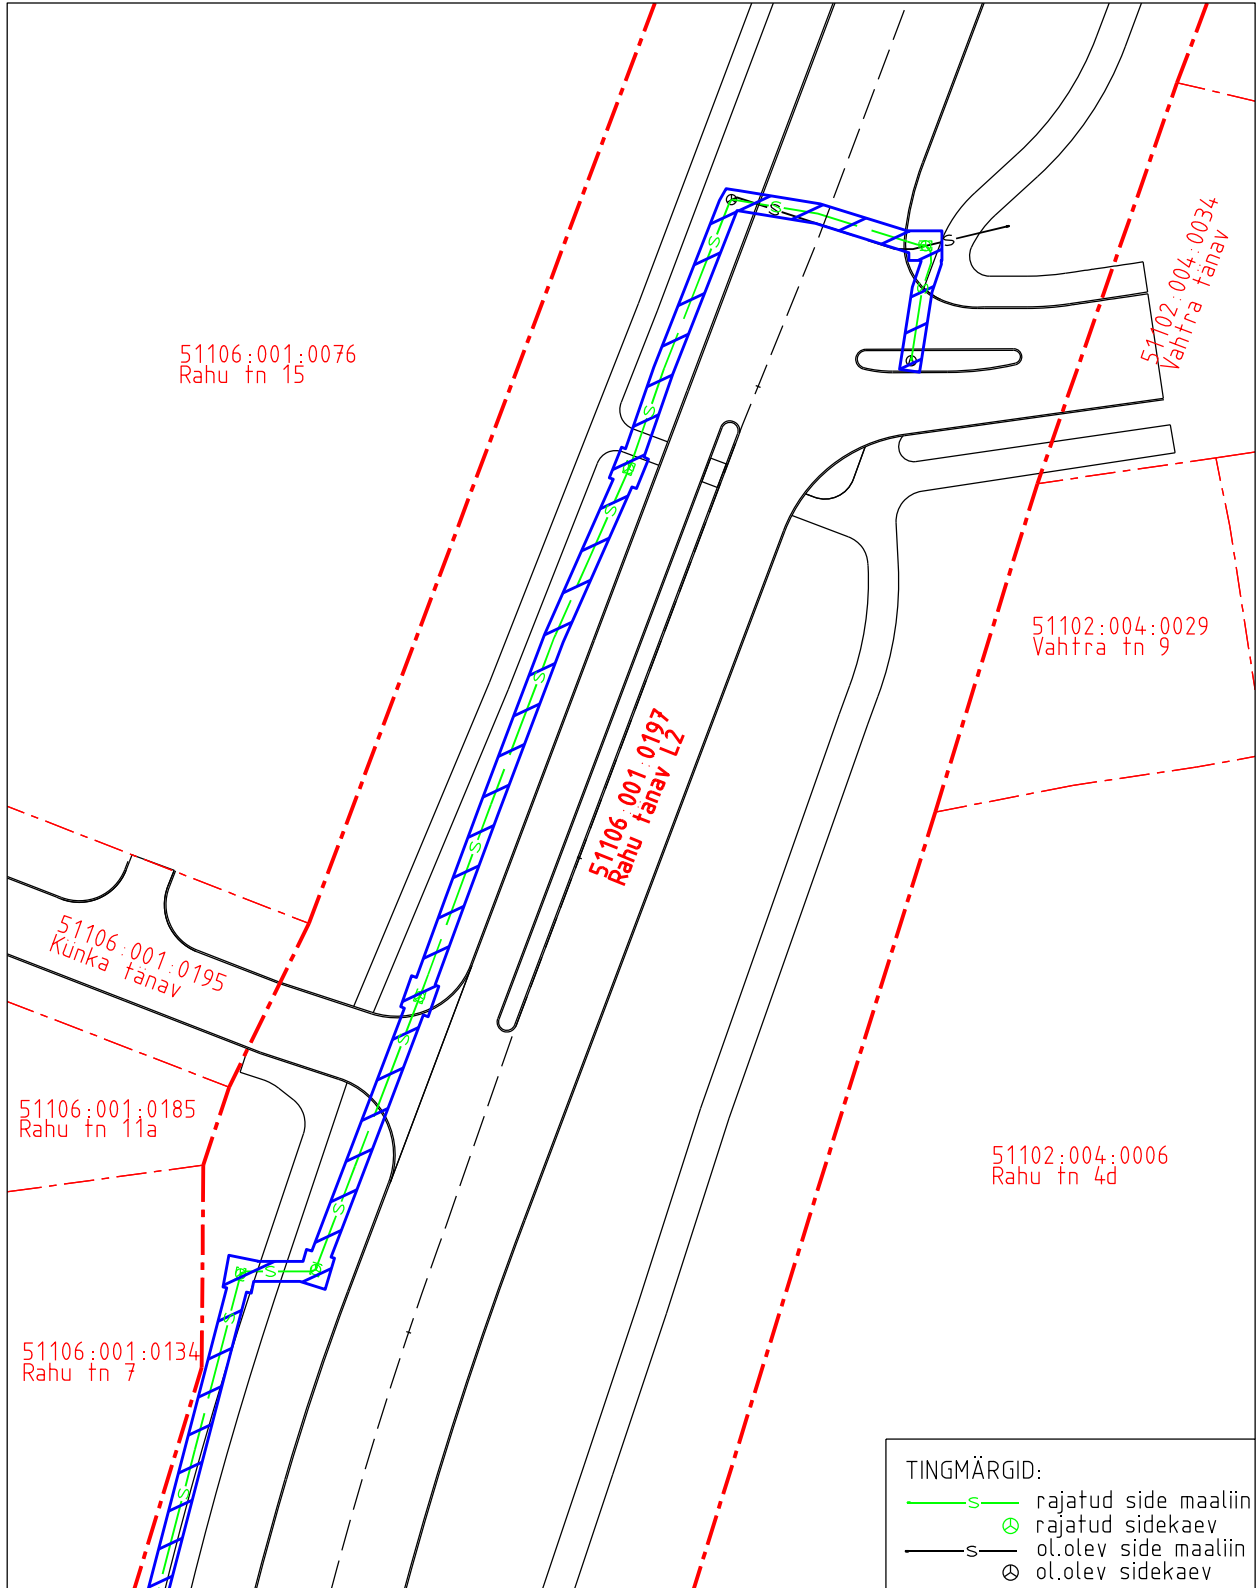 51102:004:0034
Vahtra tänav
51106:001:0076
Rahu tn 15
51102:004:0029
Vahtra tn 9
51106:001:0197
Rahu tänav L2
51106:001:0195
Künka tänav
51106:001:0185
Rahu tn 11a
51102:004:0006
Rahu tn 4d
51106:001:0134
Rahu tn 7
TINGMÄRGID:
S rajatud side maaliin
rajatud sidekaev
S ol.olev side maaliin
ol.olev sidekaev